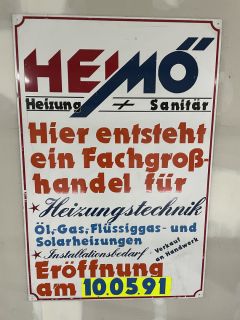 HEIMÖ
Heizung + Sanitär
Hier entsteht
ein Fachgroß-
handel für
* Heizungstechnik
Öl-, Gas-, Flüssiggas- und
Solarheizungen
* Installationsbedarf
Verkauf
an Handwerk
Eröffnung
am 10.05.91